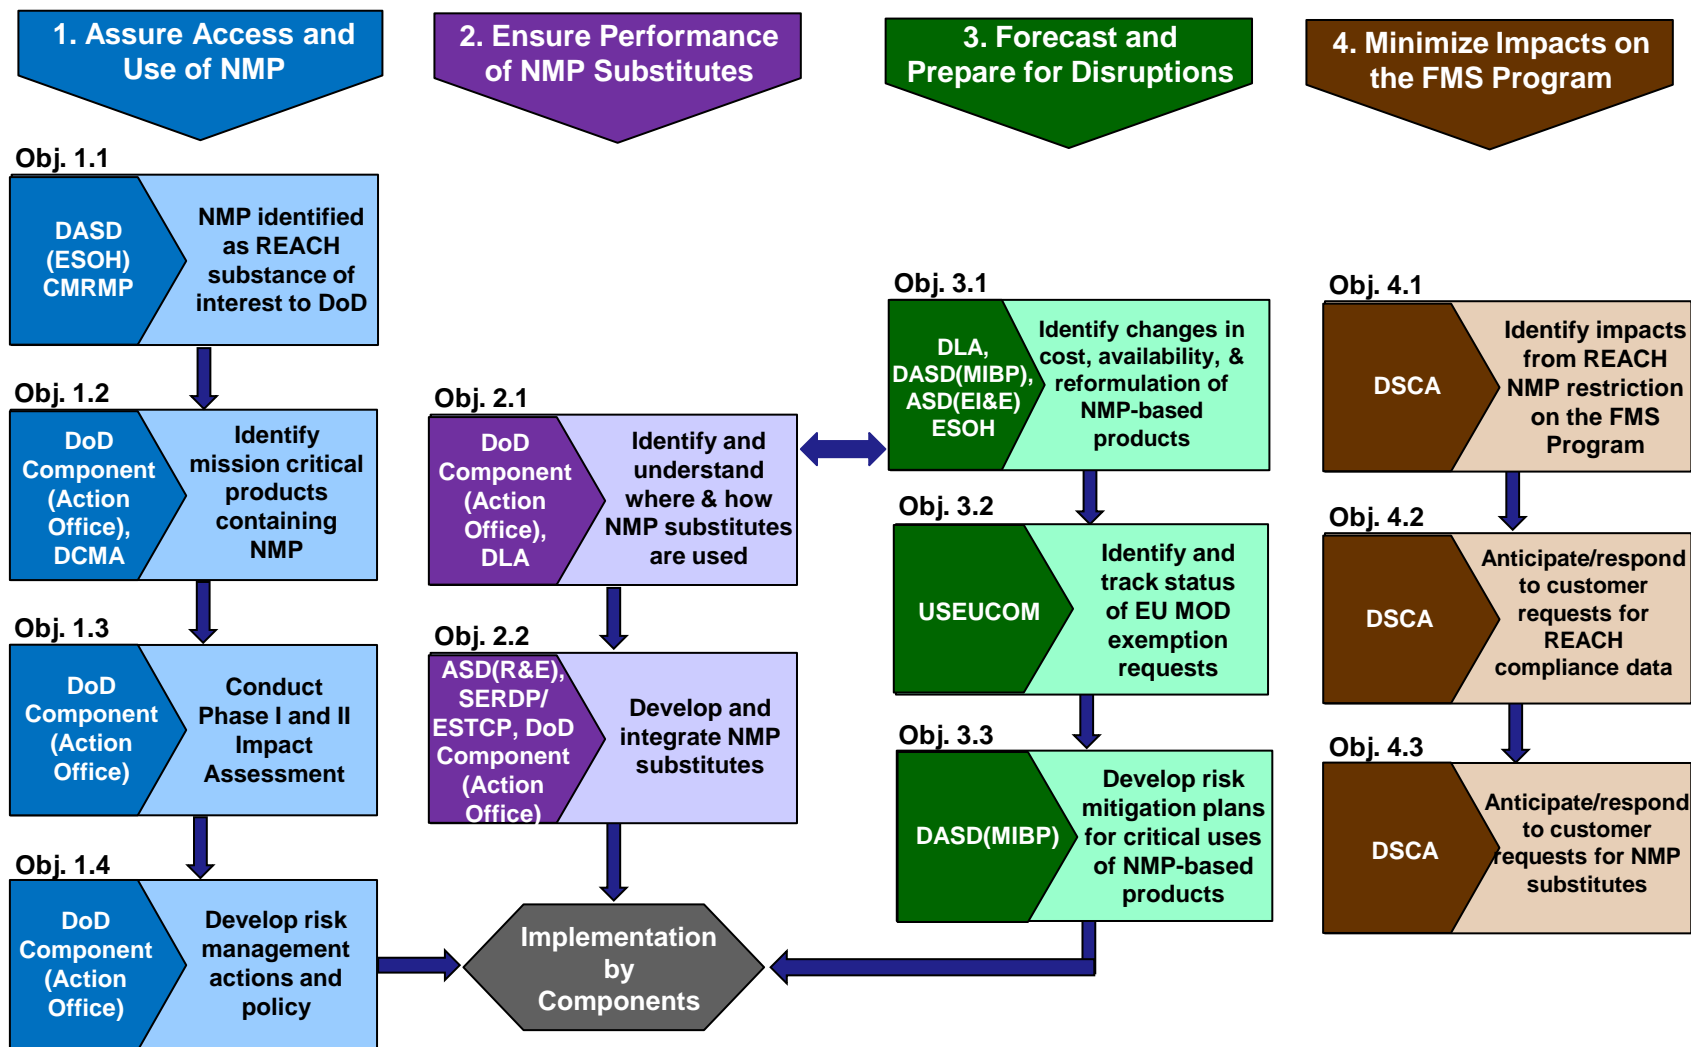 1. Assure Access and
Use of NMP
2. Ensure Performance
of NMP Substitutes
3. Forecast and
Prepare for Disruptions
4. Minimize Impacts on
the FMS Program
Obj. 1.1
DASD
(ESOH)
CMRMP
NMP identified
as REACH
substance of
interest to DoD
Obj. 1.2
DoD
Component
(Action
Office),
DCMA
Identify
mission critical
products
containing
NMP
Obj. 1.3
DoD
Component
(Action
Office)
Conduct
Phase I and II
Impact
Assessment
Obj. 1.4
DoD
Component
(Action
Office)
Develop risk
management
actions and
policy
Obj. 2.1
DoD
Component
(Action
Office),
DLA
Identify and
understand
where & how
NMP substitutes
are used
Obj. 2.2
ASD(R&E),
SERDP/
ESTCP, DoD
Component
(Action
Office)
Develop and
integrate NMP
substitutes
Implementation
by
Components
Obj. 3.1
DLA,
DASD(MIBP),
ASD(EI&E)
ESOH
Identify changes in
cost, availability, &
reformulation of
NMP-based
products
Obj. 3.2
USEUCOM
Identify and
track status
of EU MOD
exemption
requests
Obj. 3.3
DASD(MIBP)
Develop risk
mitigation plans
for critical uses
of NMP-based
products
Obj. 4.1
DSCA
Identify impacts
from REACH
NMP restriction
on the FMS
Program
Obj. 4.2
DSCA
Anticipate/respond
to customer
requests for
REACH
compliance data
Obj. 4.3
DSCA
Anticipate/respond
to customer
requests for NMP
substitutes